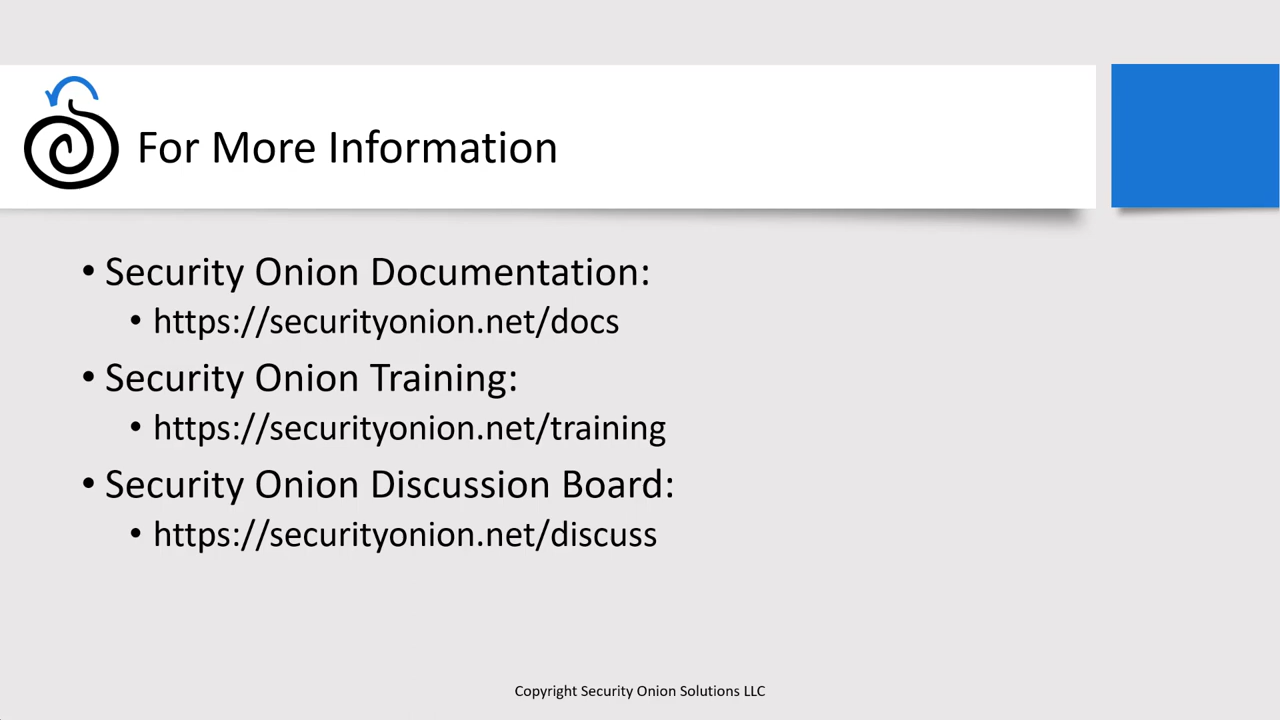 For More Information
• Security Onion Documentation:
• https://securityonion.net/docs
• Security Onion Training:
• https://securityonion.net/training
• Security Onion Discussion Board:
• https://securityonion.net/discuss
Copyright Security Onion Solutions LLC